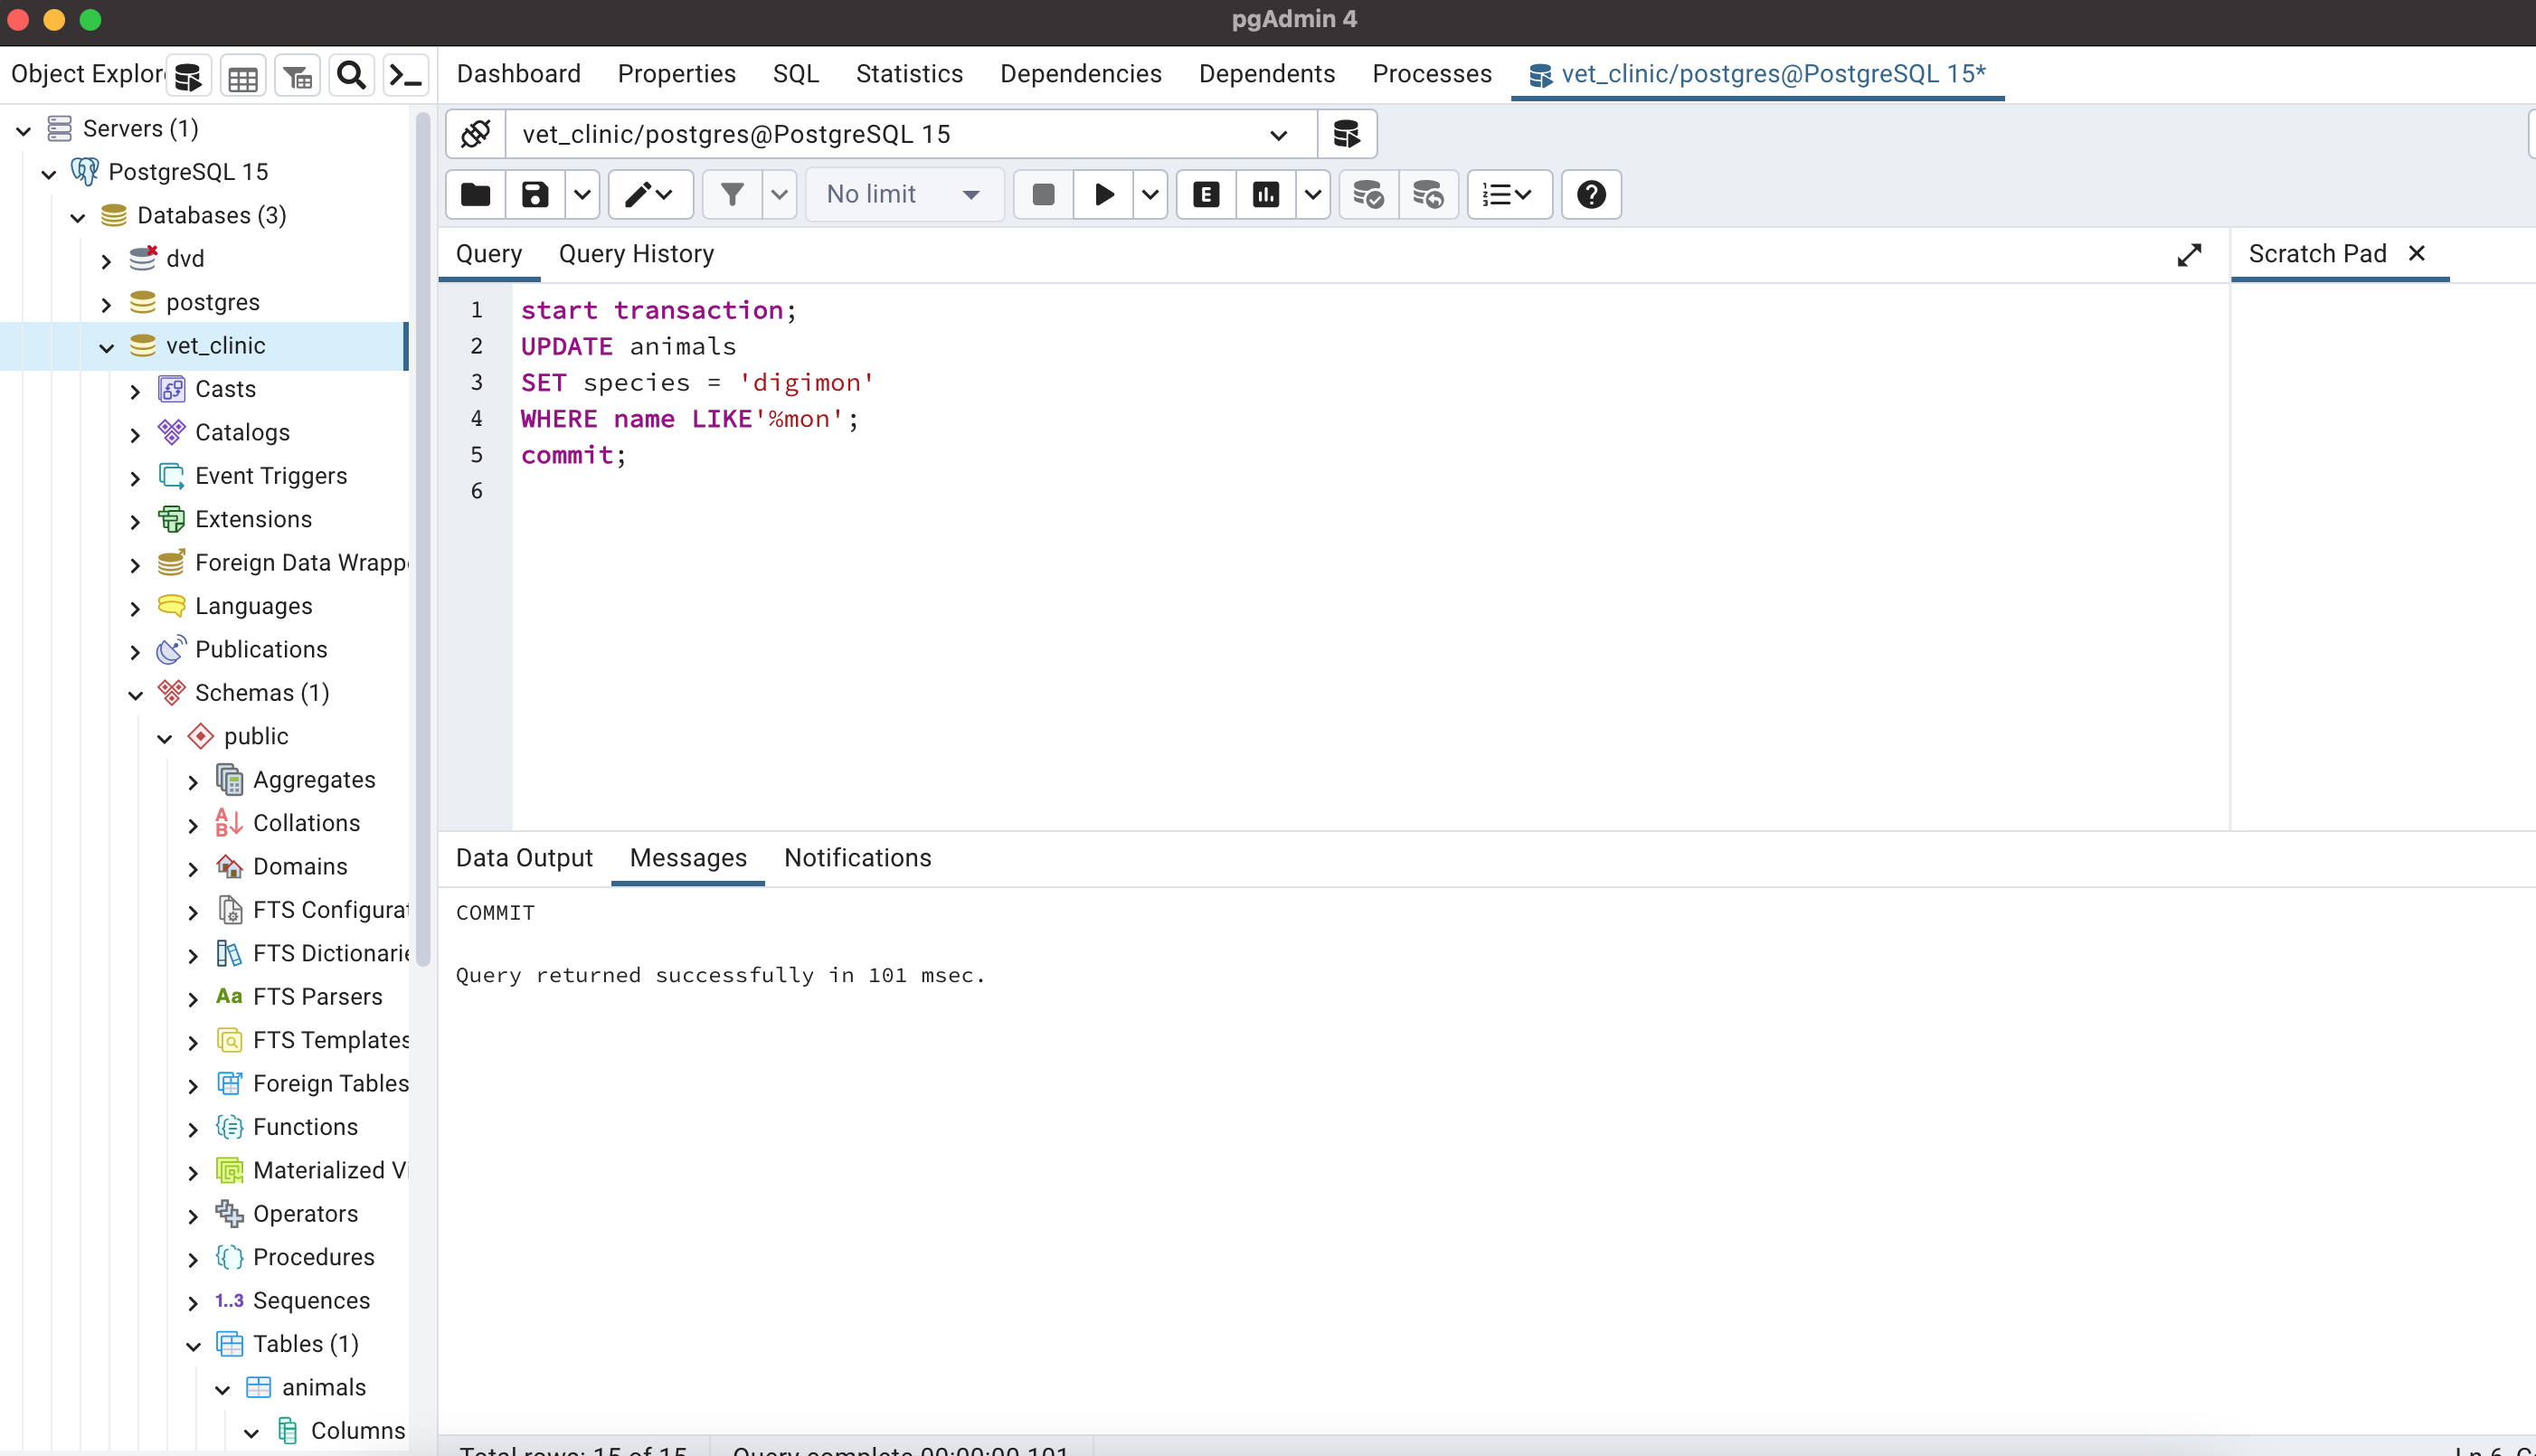 pgAdmin 4
Object Explor
Dashboard Properties SQL Statistics Dependencies Dependents Processes vet_clinic/postgres@PostgreSQL 15*
Servers (1)
PostgreSQL 15
Databases (3)
dvd
postgres
vet_clinic
Casts
Catalogs
Event Triggers
Extensions
Foreign Data Wrapp
Languages
Publications
Schemas (1)
public
Aggregates
Collations
Domains
FTS Configurat
FTS Dictionarie
Aa FTS Parsers
FTS Templates
Foreign Tables
Functions
Materialized Vi
Operators
Procedures
1..3 Sequences
Tables (1)
animals
Columns
vet_clinic/postgres@PostgreSQL 15
No limit
E
Query Query History
Scratch Pad
1 start transaction;
2 UPDATE animals
3 SET species = 'digimon'
4 WHERE name LIKE'%mon';
5 commit;
6
Data Output Messages Notifications
COMMIT
Query returned successfully in 101 msec.
Total rows: 15 of 15 Query complete 00:00:00.101
Ln 6,